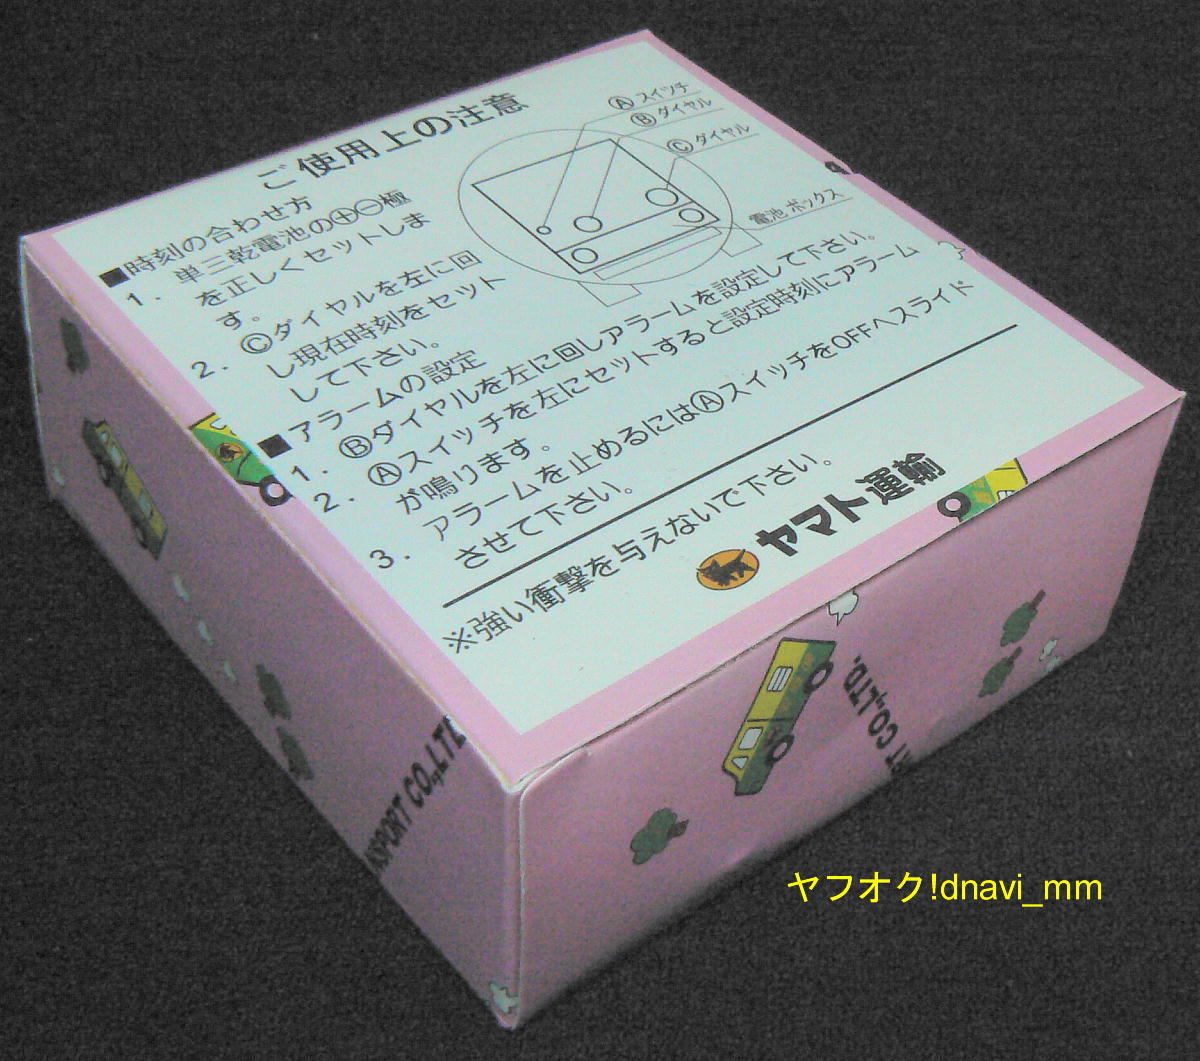 ご使用上の注意
Ⓐスイッチ
Ⓑダイヤル
Ⓒダイヤル
電池ボックス
■時刻の合わせ方
1. 単三乾電池の⊕⊖極
を正しくセットしま
す。
2. Ⓒダイヤルを左に回
し現在時刻をセット
して下さい。
■アラームの設定
1. Ⓑダイヤルを左に回しアラームを設定して下さい。
2. Ⓐスイッチを左にセットすると設定時刻にアラーム
が鳴ります。
3. アラームを止めるにはⒶスイッチをOFFへスライド
させて下さい。
※強い衝撃を与えないで下さい。
ヤマト運輸
NSPORT CO.,LTD
RT CO.,LTD.
ヤフオク!dnavi_mm